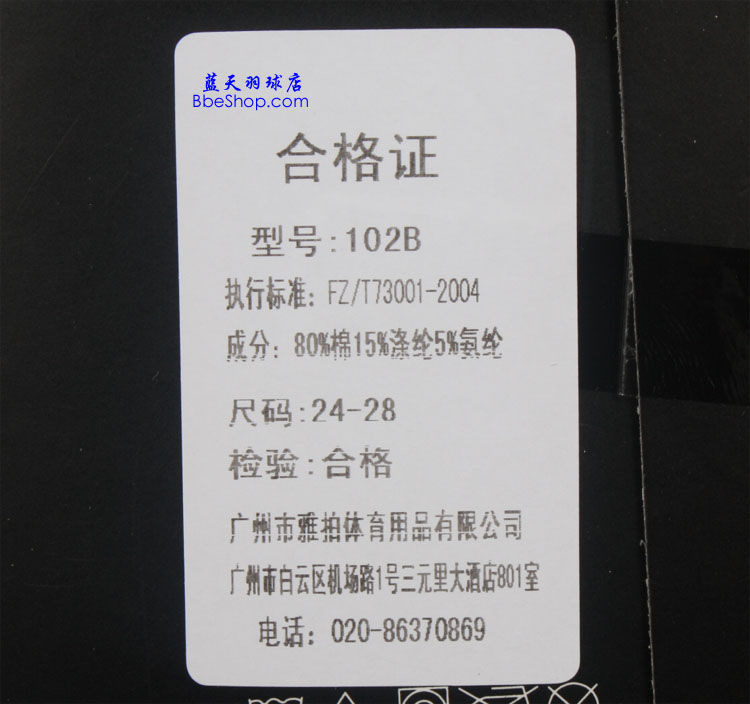 蓝天羽球店
BbeShop.com
合格证
型号:102B
执行标准: FZ/T73001-2004
成分: 80%棉15%涤纶5%氨纶
尺码:24-28
检验:合格
广州市雅拍体育用品有限公司
广州市白云区机场路1号三元里大酒店801室
电话: 020-86370869